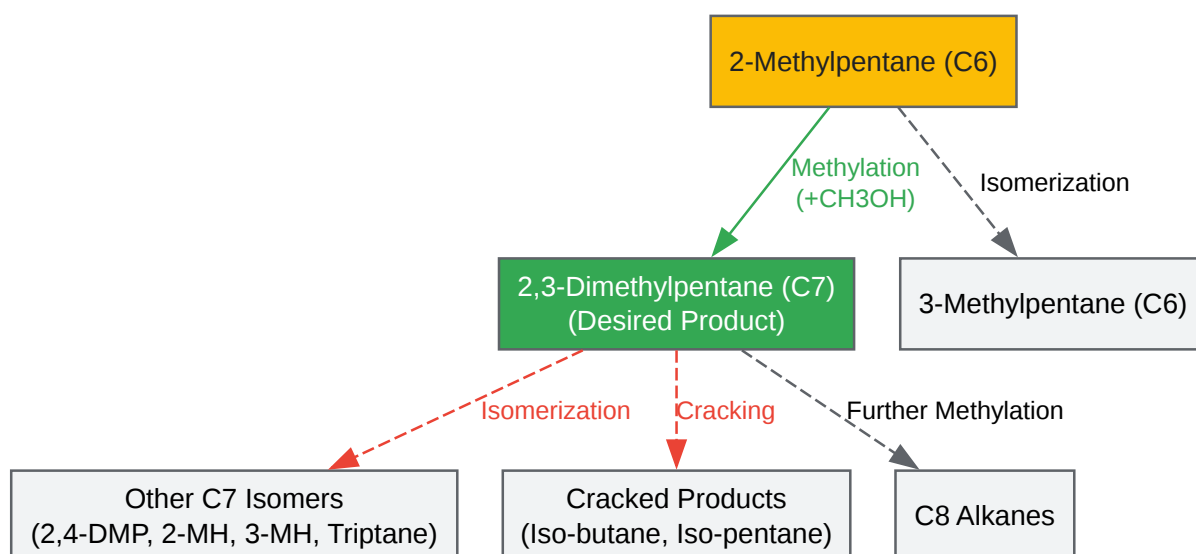 2-Methylpentane (C6)
Methylation
(+CH3OH)
Isomerization
2,3-Dimethylpentane (C7)
(Desired Product)
3-Methylpentane (C6)
Isomerization
Cracking
Further Methylation
Other C7 Isomers
(2,4-DMP, 2-MH, 3-MH, Triptane)
Cracked Products
(Iso-butane, Iso-pentane)
C8 Alkanes